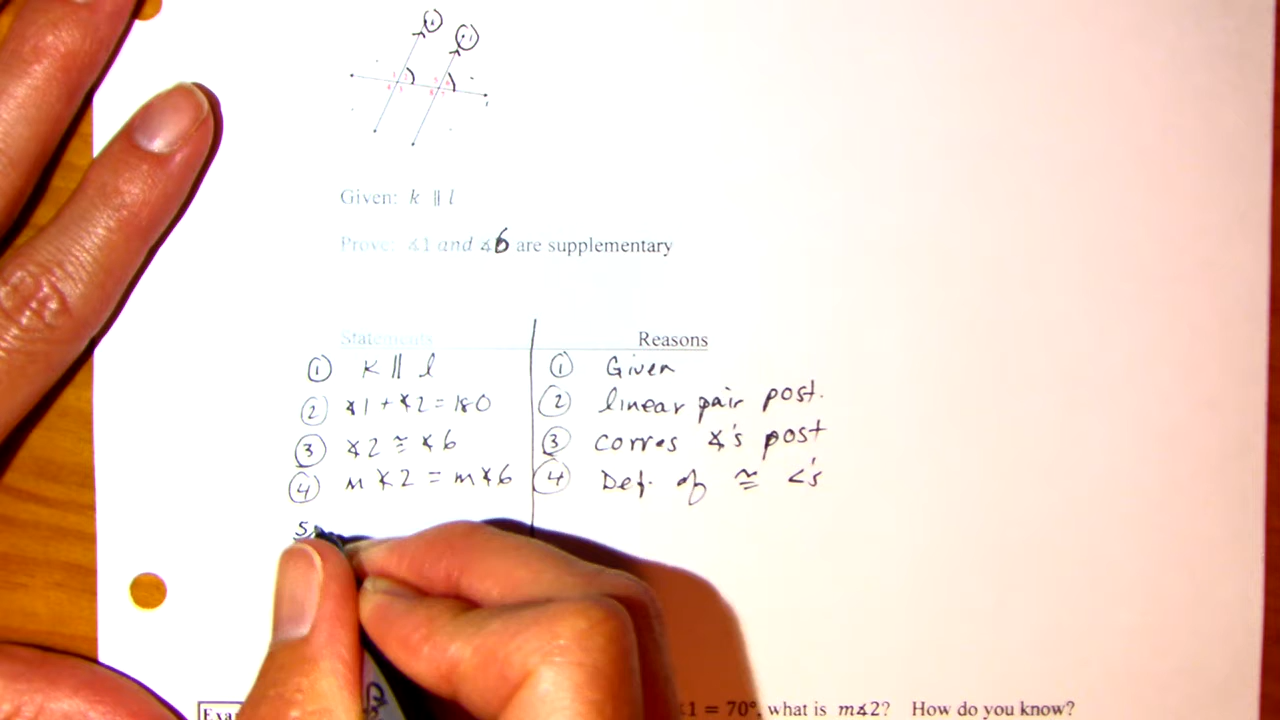 Given: k ∥ l
Prove: ∡1 and ∡6 are supplementary
Statements Reasons
① K ∥ l ① Given
② ∡1 + ∡2 = 180 ② linear pair post.
③ ∡2 ≅ ∡6 ③ corres ∡'s post
④ m∡2 = m∡6 ④ Def. of ≅ <'s
5
∡1 = 70°, what is m∡2? How do you know?